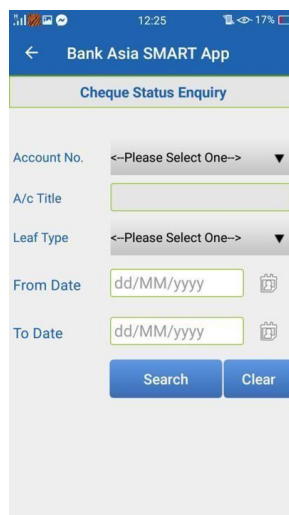 12:25 17%
Bank Asia SMART App
Cheque Status Enquiry
Account No. <--Please Select One-->
A/c Title
Leaf Type <--Please Select One-->
From Date dd/MM/yyyy
To Date dd/MM/yyyy
Search Clear